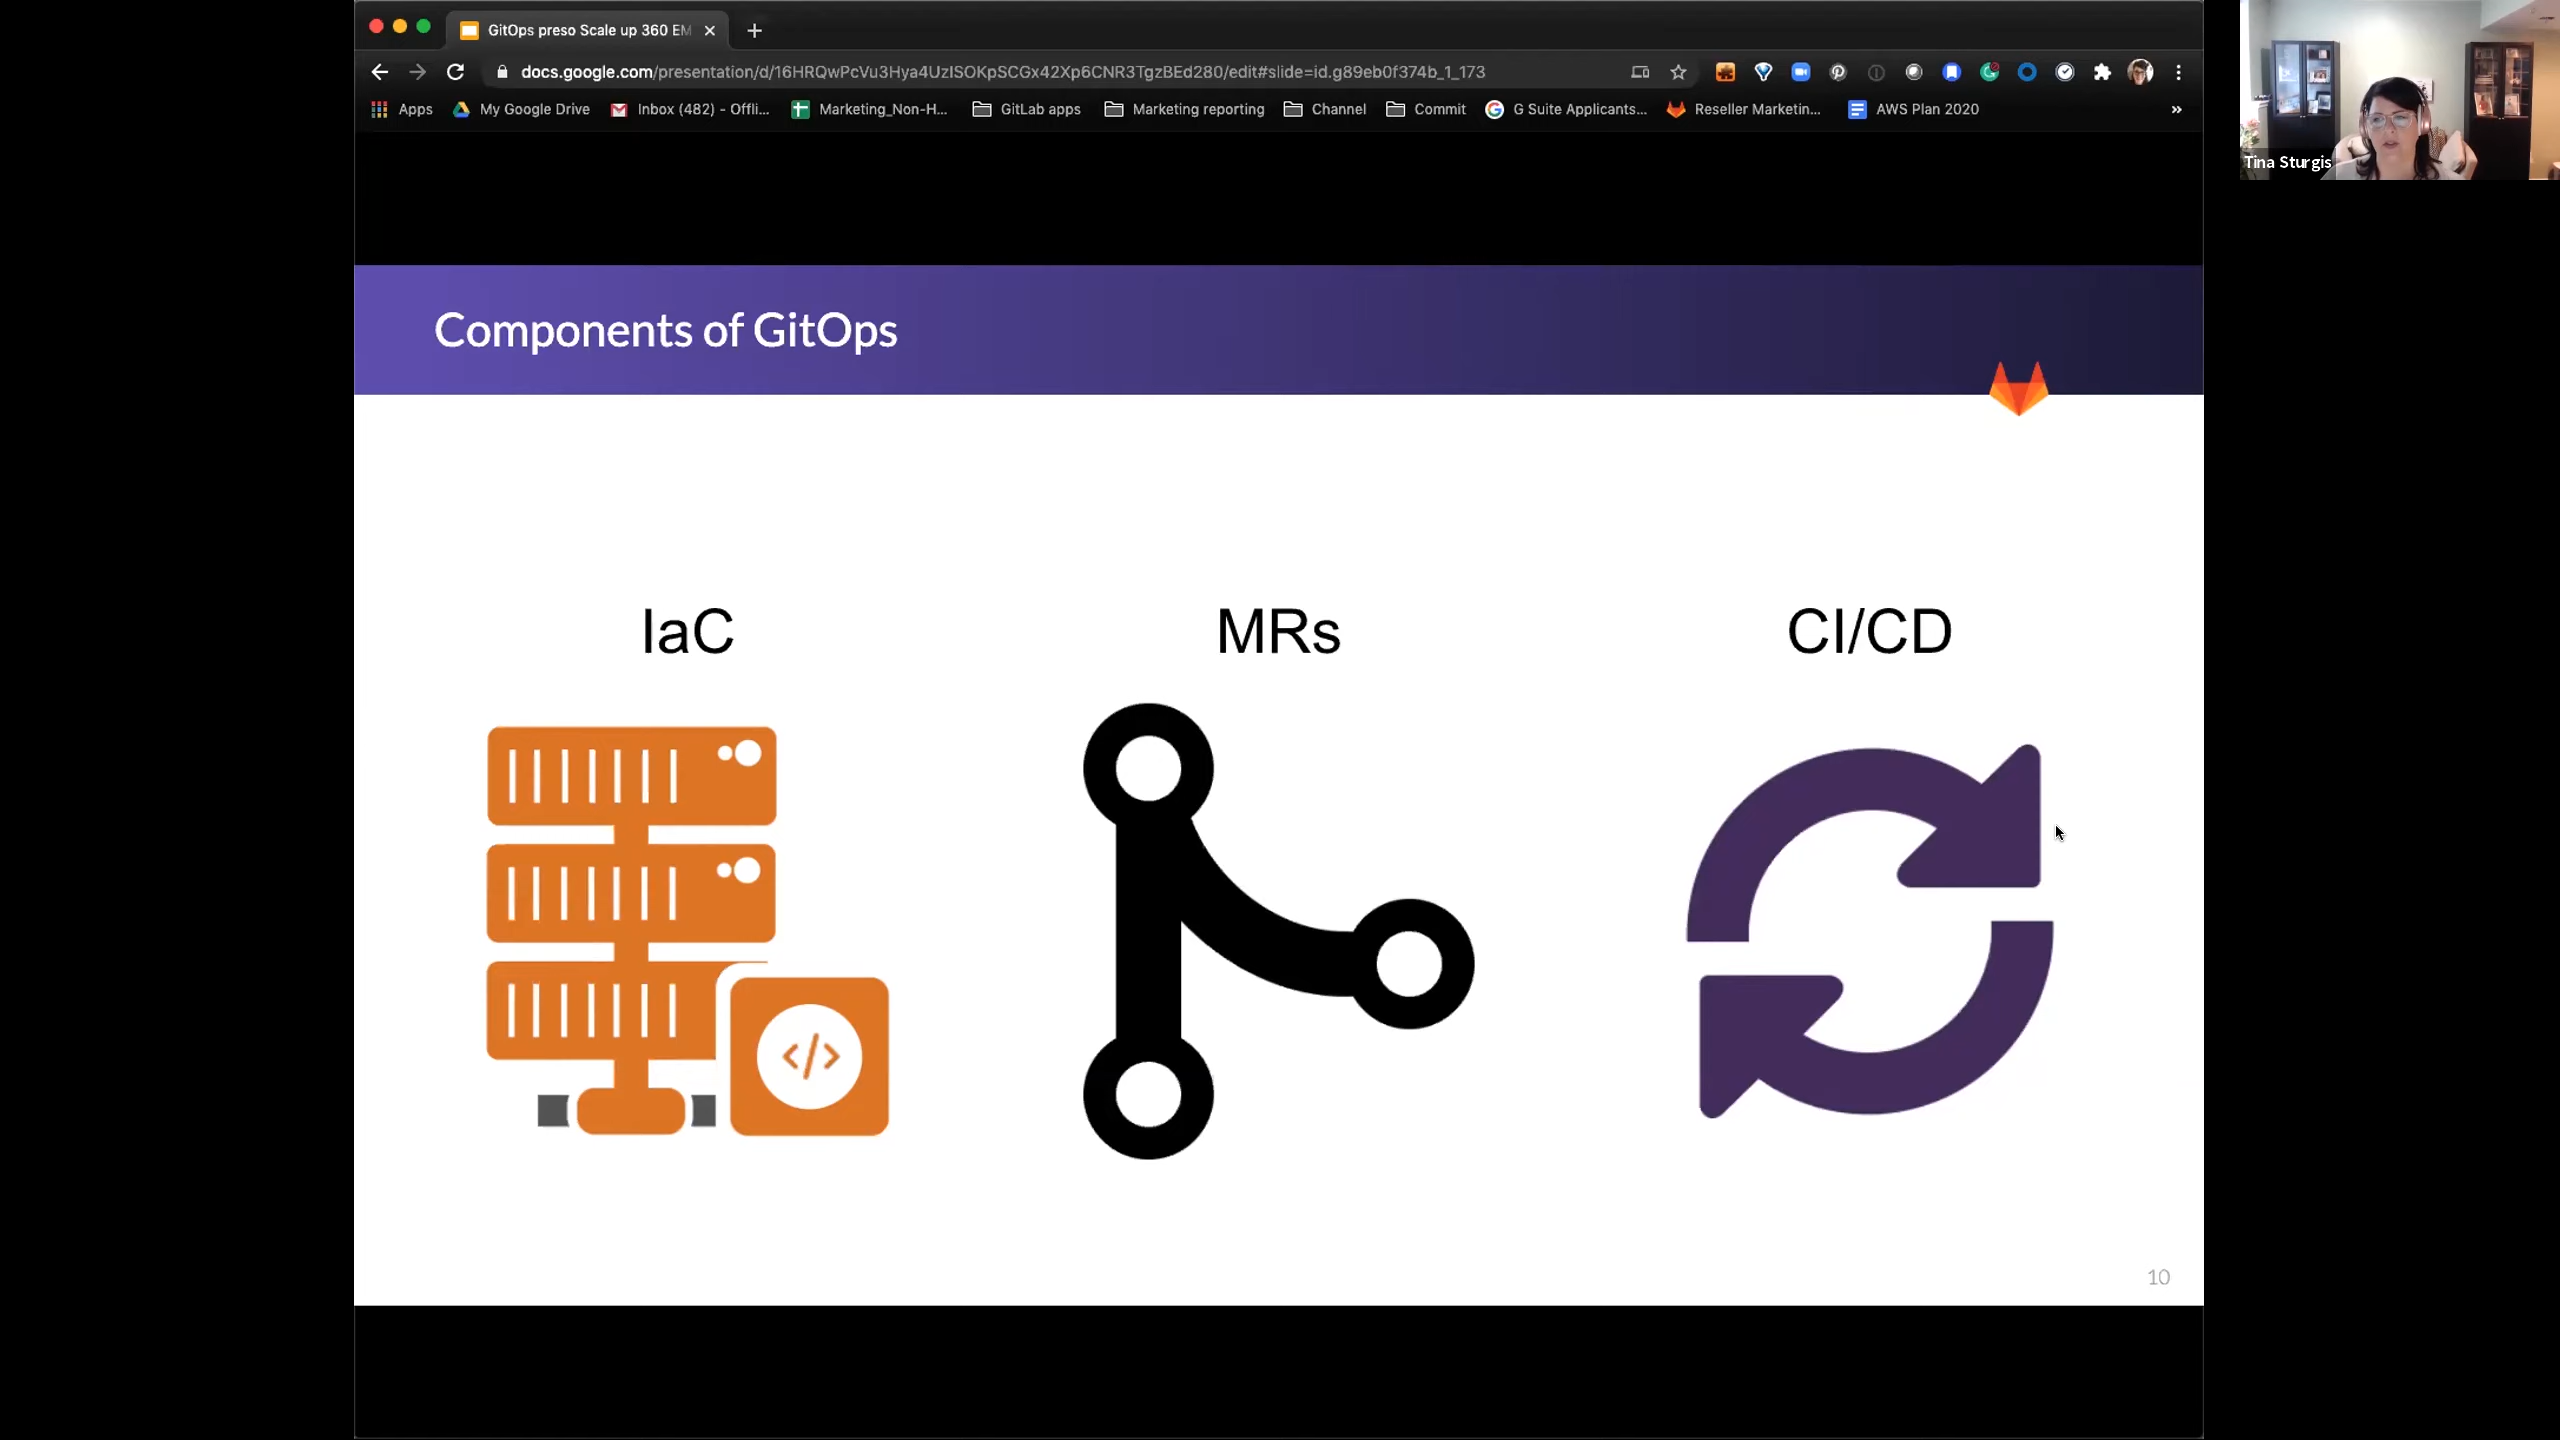 GitOps preso Scale up 360 EM
docs.google.com/presentation/d/16HRQwPcVu3Hya4UzISOKpSCGx42Xp6CNR3TgzBEd280/edit#slide=id.g89eb0f374b_1_173
Apps My Google Drive Inbox (482) - Offli... Marketing_Non-H... GitLab apps Marketing reporting Channel Commit G Suite Applicants... Reseller Marketin... AWS Plan 2020 »
Tina Sturgis
Components of GitOps
IaC MRs CI/CD
</>
10